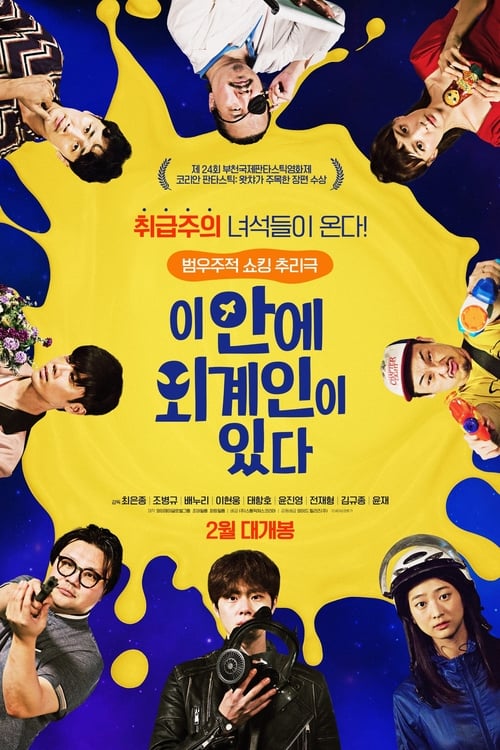 제 24회 부천국제판타스틱영화제
코리안 판타스틱: 왓챠가 주목한 장편 수상
취급주의 녀석들이 온다!
범우주적 쇼킹 추리극
이 안에
외계인이
있다
감독 최은종 조병규 배누리 이현웅 태항호 윤진영 전재형 김규종 윤재
2월 대개봉